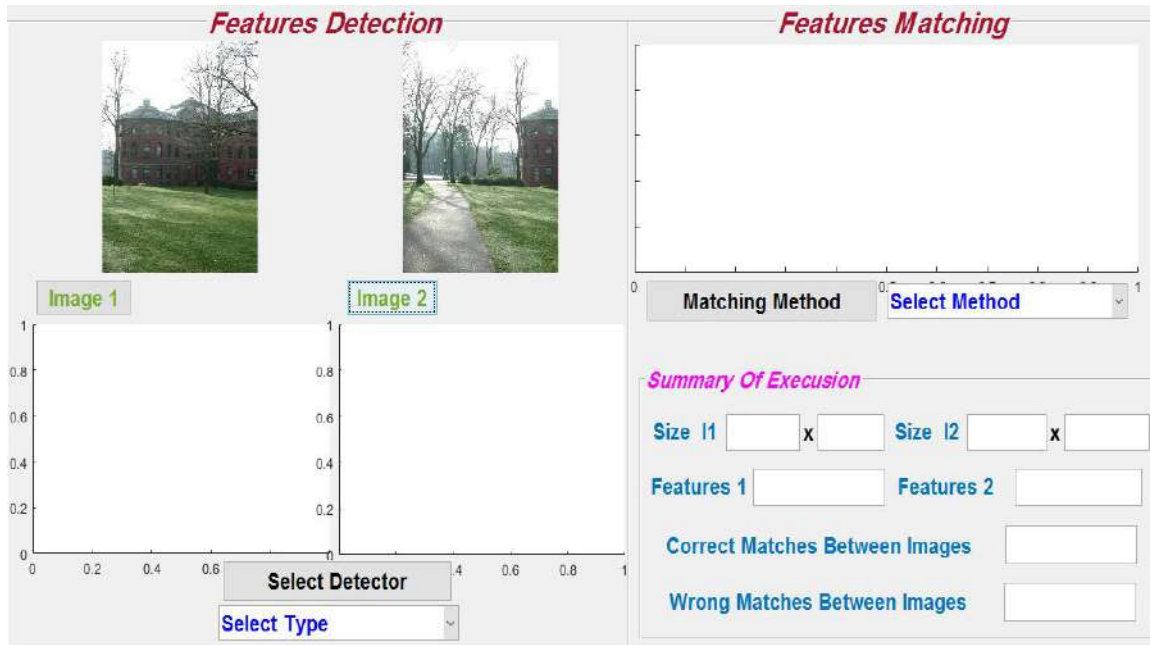 Features Detection
Image 1
Image 2
1
0.8
0.6
0.4
0.2
0
0 0.2 0.4 0.6
1
0.8
0.6
0.4
0.2
0
.4 0.6 0.8 1
Select Detector
Select Type
Features Matching
0 1
Matching Method
Select Method
Summary Of Execusion
Size I1 x Size I2 x
Features 1 Features 2
Correct Matches Between Images
Wrong Matches Between Images